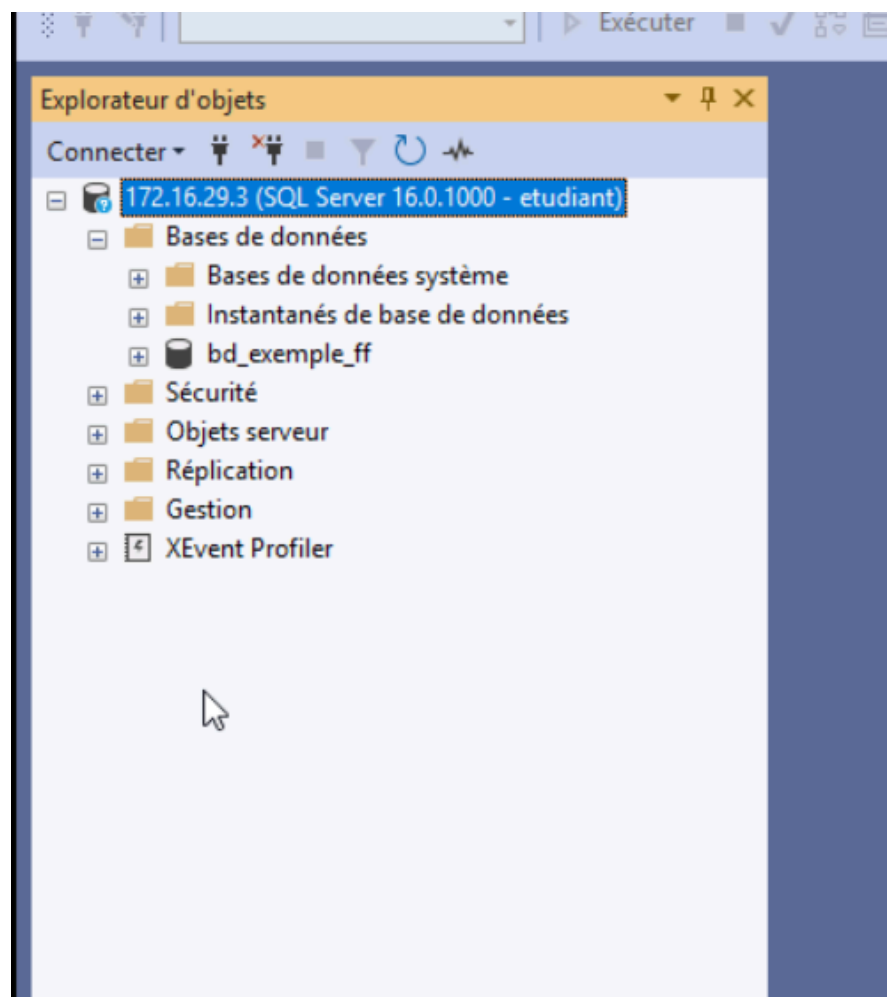 Exécuter
Explorateur d'objets
Connecter
172.16.29.3 (SQL Server 16.0.1000 - etudiant)
Bases de données
Bases de données système
Instantanés de base de données
bd_exemple_ff
Sécurité
Objets serveur
Réplication
Gestion
XEvent Profiler